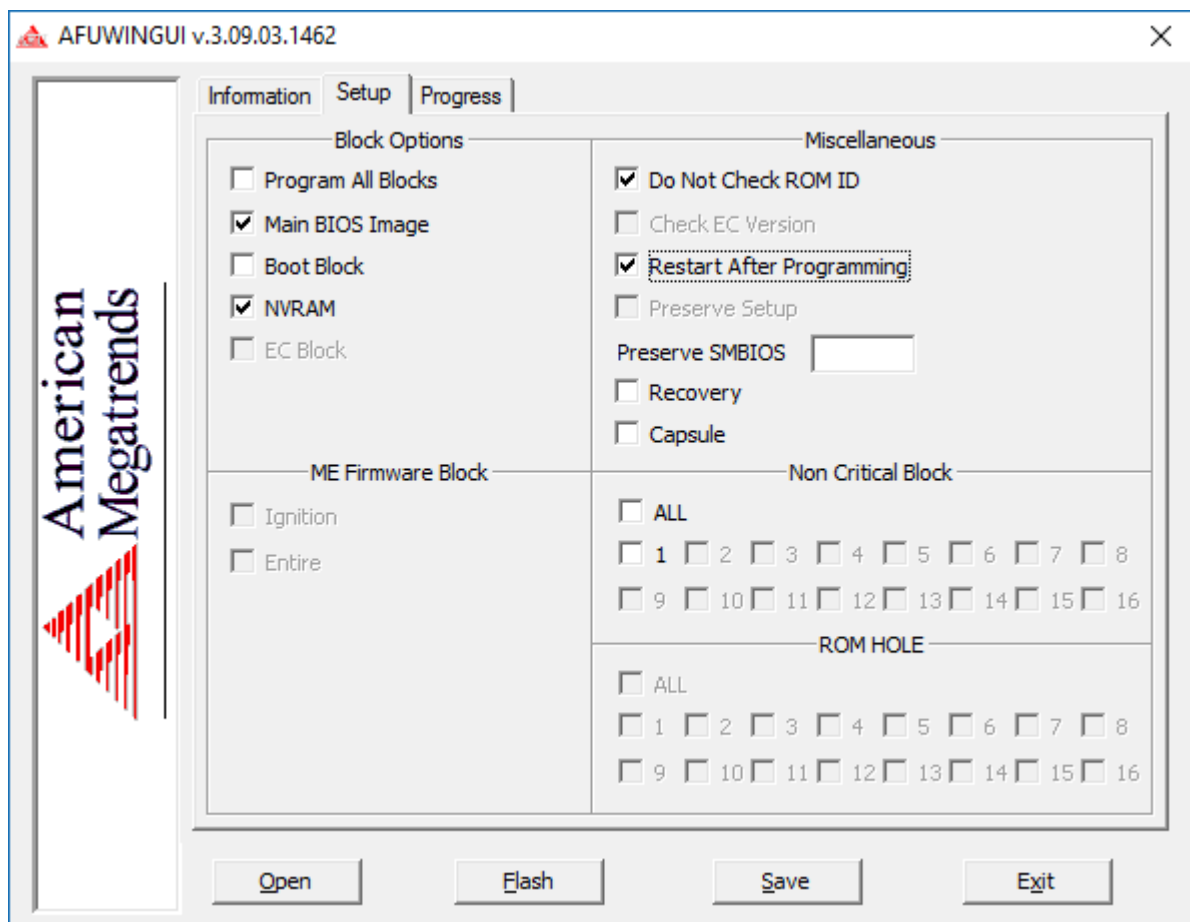 AFUWINGUI v.3.09.03.1462
American
Megatrends
Information Setup Progress
Block Options
Program All Blocks
Main BIOS Image
Boot Block
NVRAM
EC Block
Miscellaneous
Do Not Check ROM ID
Check EC Version
Restart After Programming
Preserve Setup
Preserve SMBIOS
Recovery
Capsule
ME Firmware Block
Ignition
Entire
Non Critical Block
ALL
1 2 3 4 5 6 7 8
9 10 11 12 13 14 15 16
ROM HOLE
ALL
1 2 3 4 5 6 7 8
9 10 11 12 13 14 15 16
Open Flash Save Exit